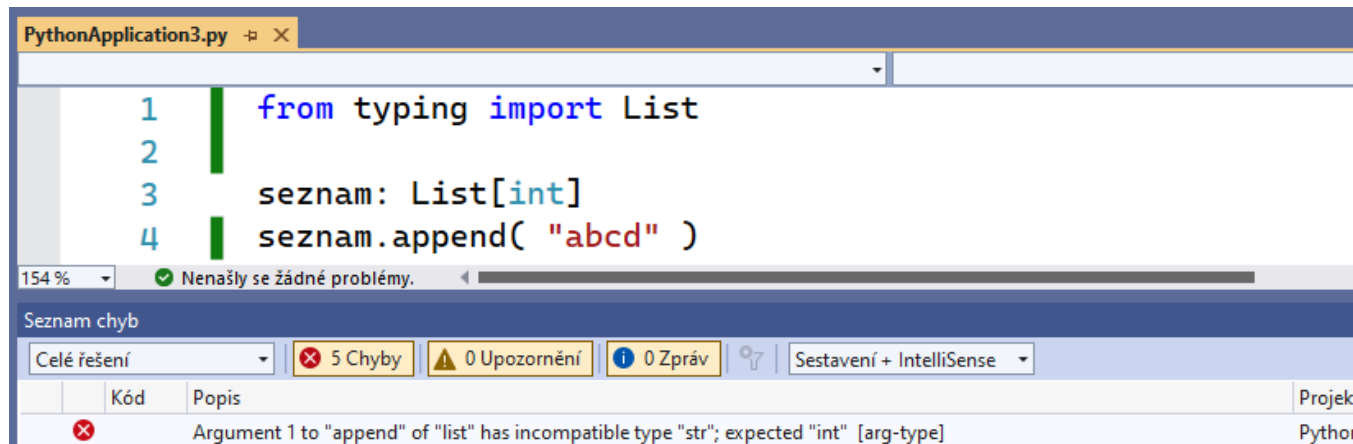 PythonApplication3.py
1 from typing import List
2
3 seznam: List[int]
4 seznam.append( "abcd" )
154 % Nenašly se žádné problémy.
Seznam chyb
Celé řešení 5 Chyby 0 Upozornění 0 Zpráv Sestavení + IntelliSense
Kód Popis Projek
Argument 1 to "append" of "list" has incompatible type "str"; expected "int" [arg-type] Python